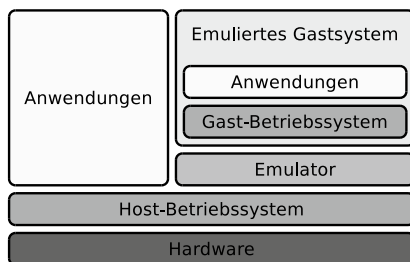 Anwendungen
Emuliertes Gastsystem
Anwendungen
Gast-Betriebssystem
Emulator
Host-Betriebssystem
Hardware